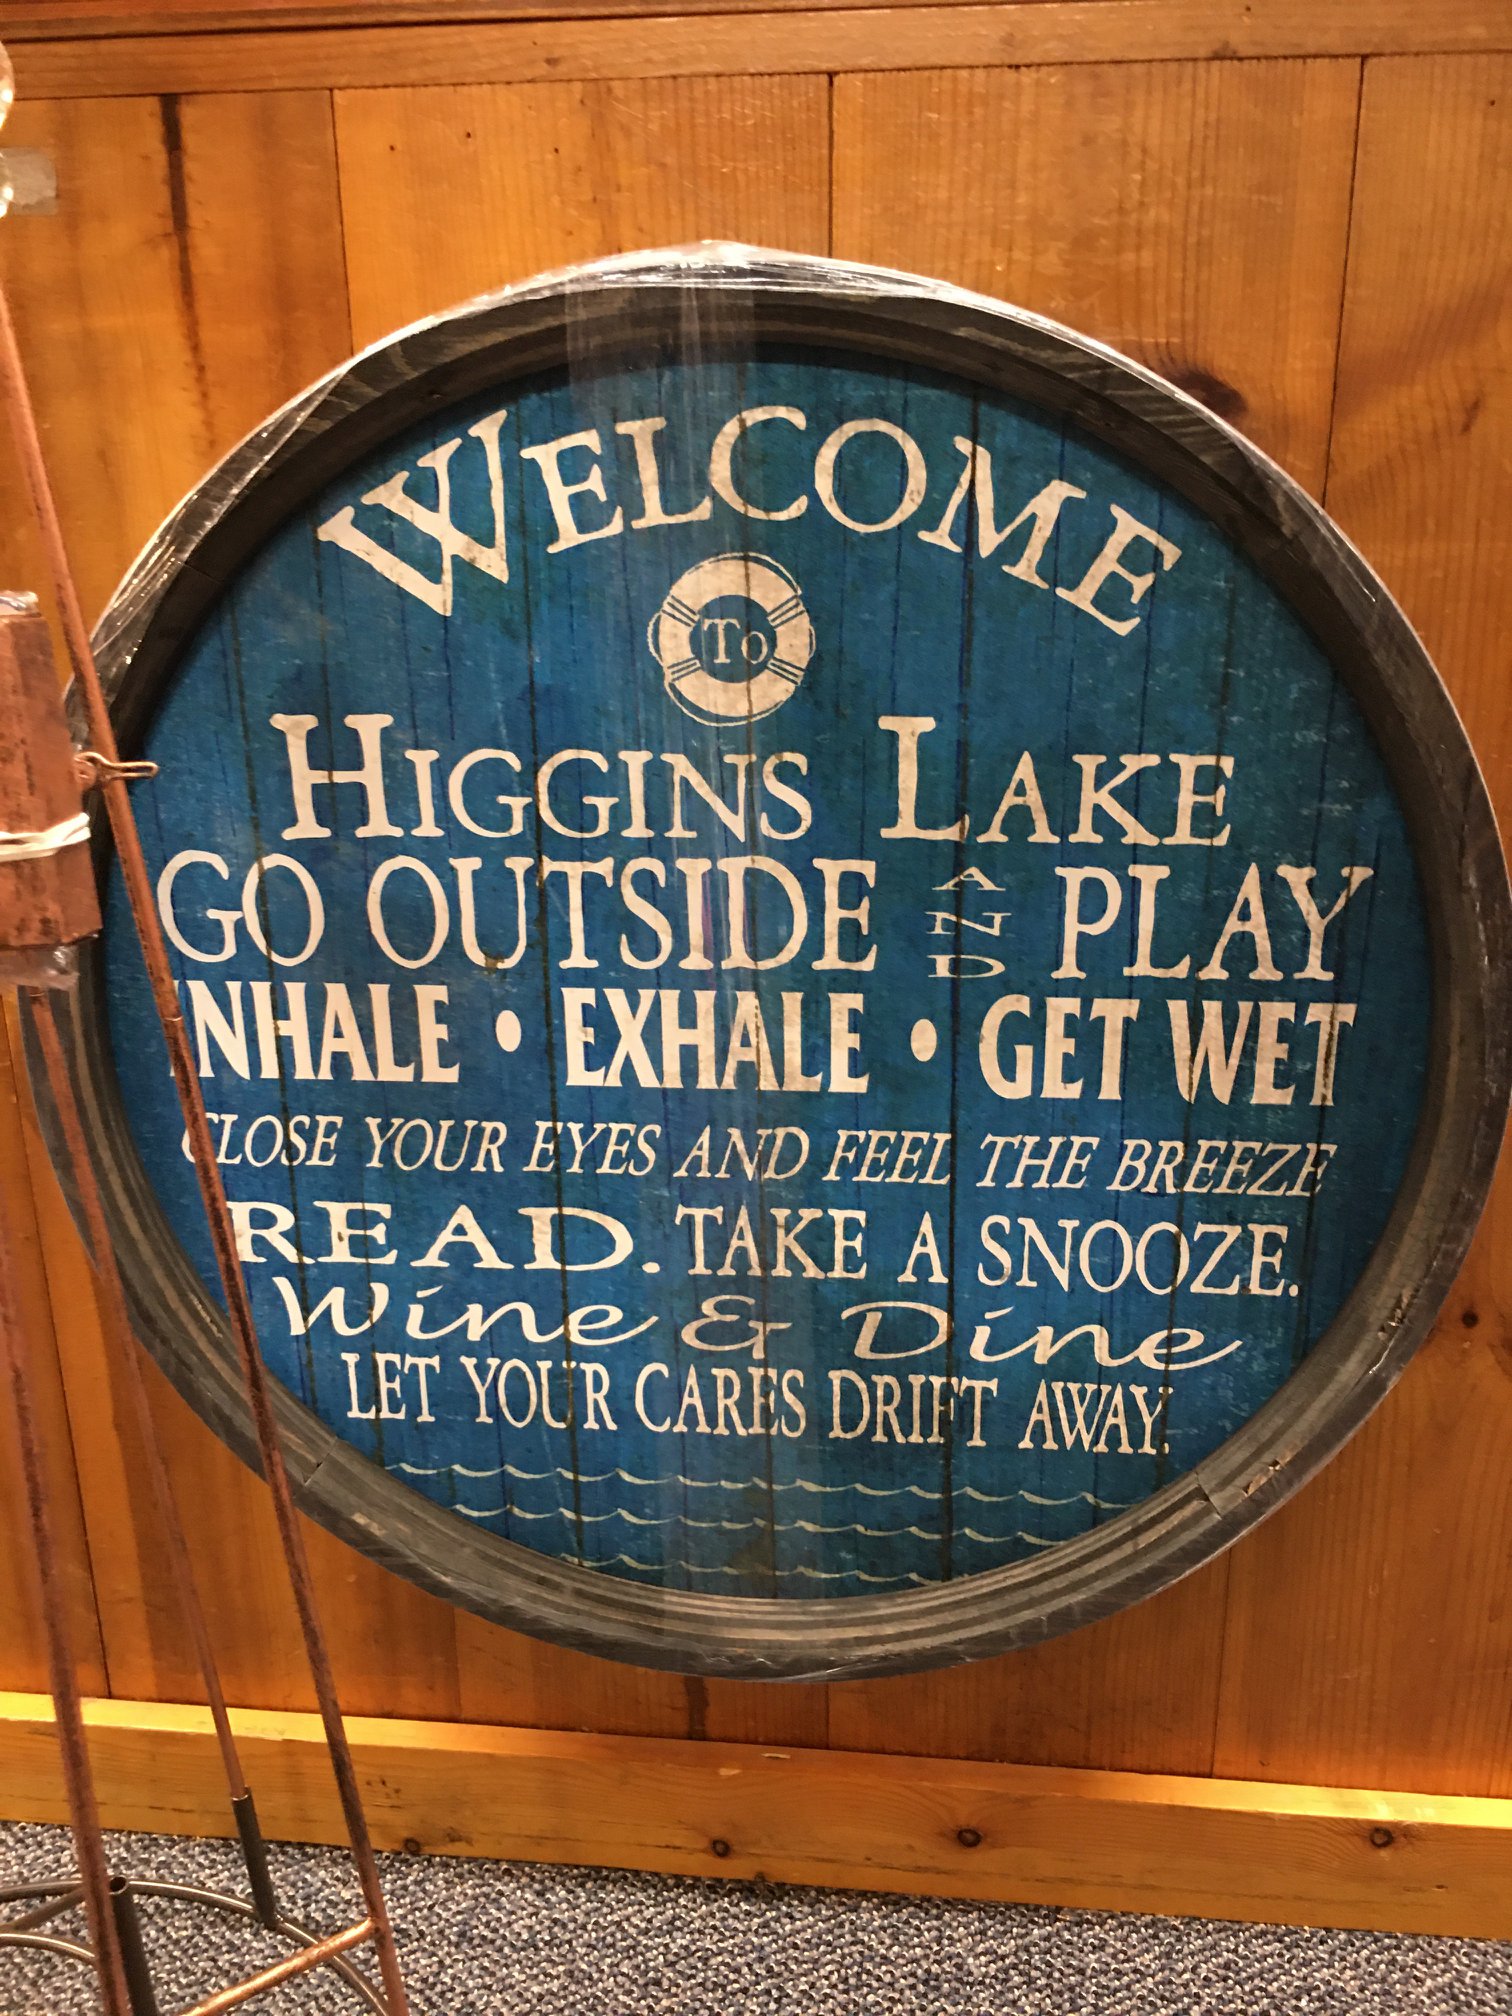 WELCOME
To
HIGGINS LAKE
GO OUTSIDE AND PLAY
INHALE • EXHALE • GET WET
CLOSE YOUR EYES AND FEEL THE BREEZE
READ. TAKE A SNOOZE.
Wine & Dine
LET YOUR CARES DRIFT AWAY.